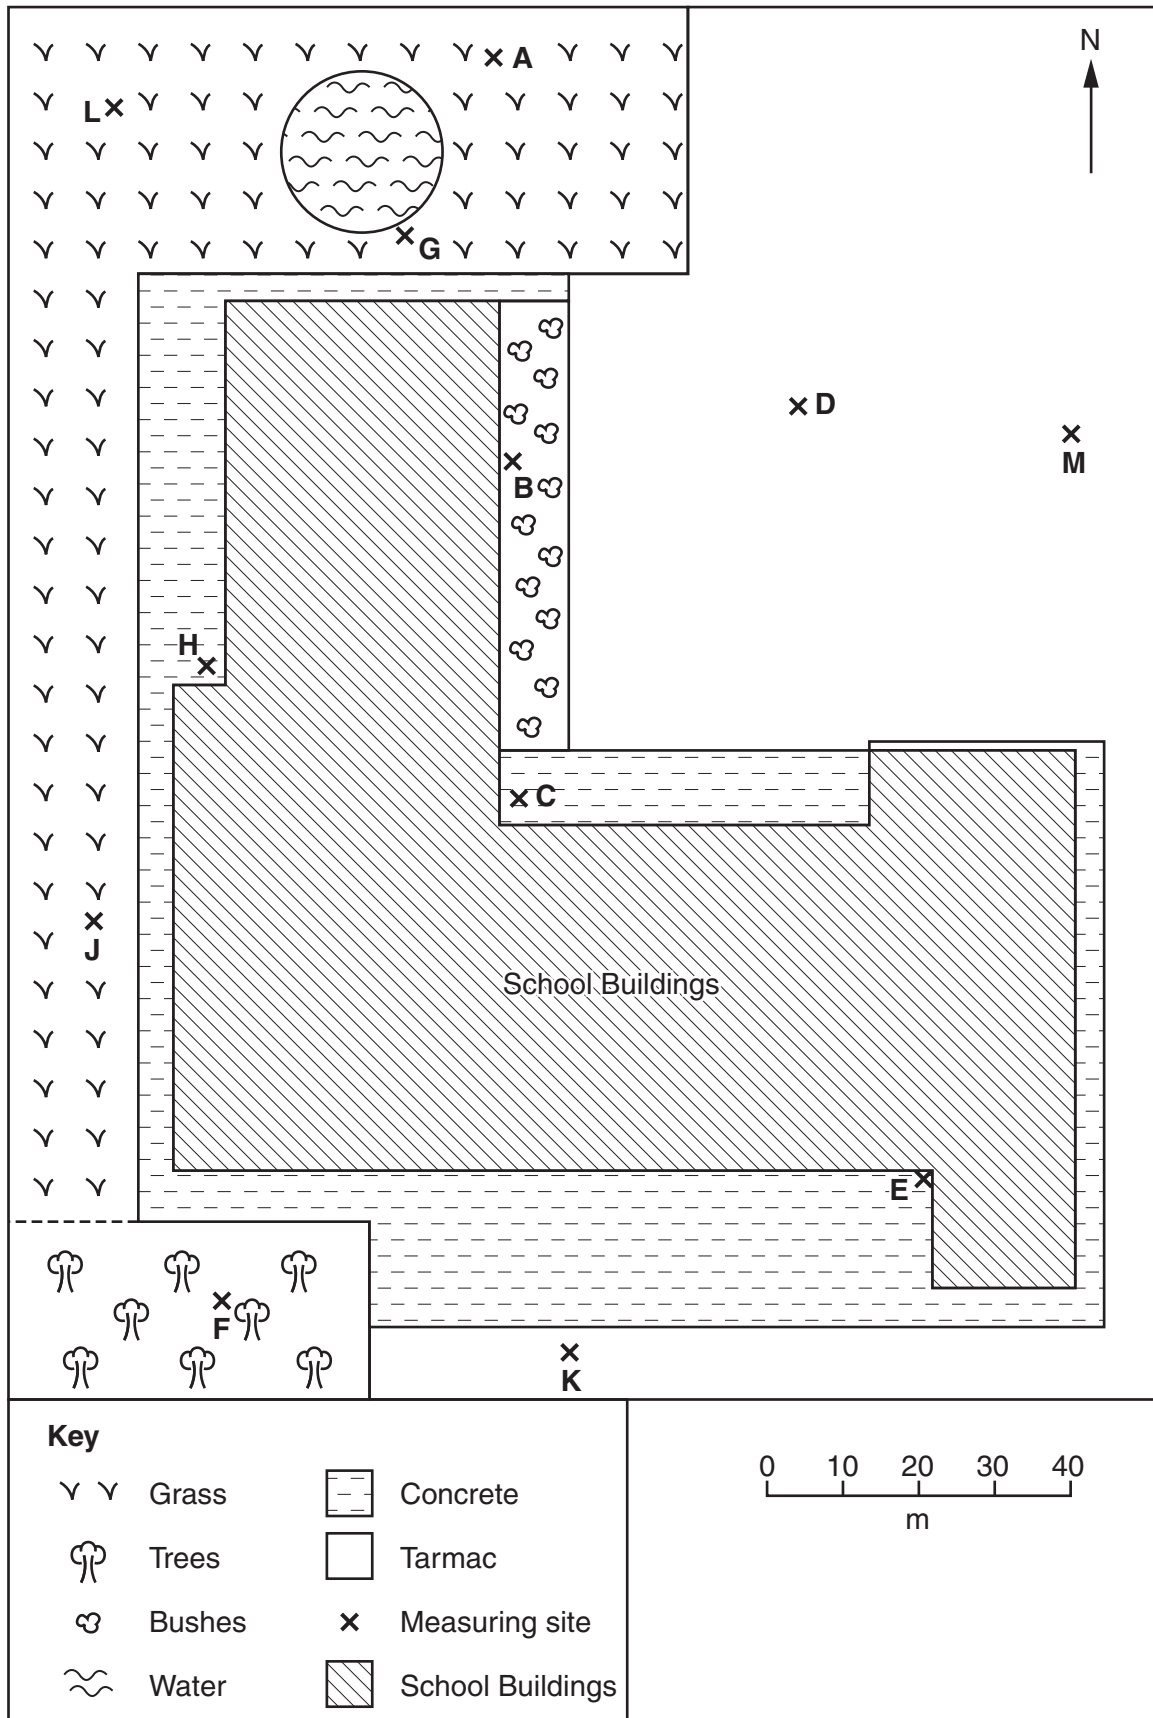 N
A
L
G
D
M
B
H
C
J
School Buildings
E
F
K
Key
Grass
Concrete
Trees
Tarmac
Bushes
Measuring site
Water
School Buildings
0 10 20 30 40
m